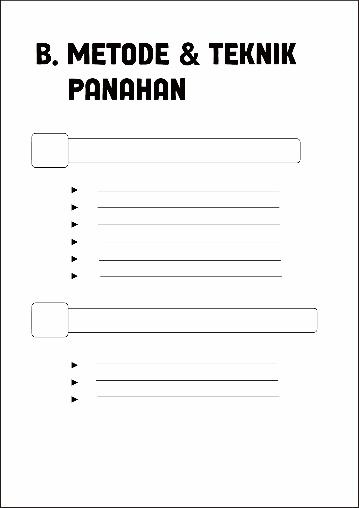 B. METODE & TEKNIK
PANAHAN